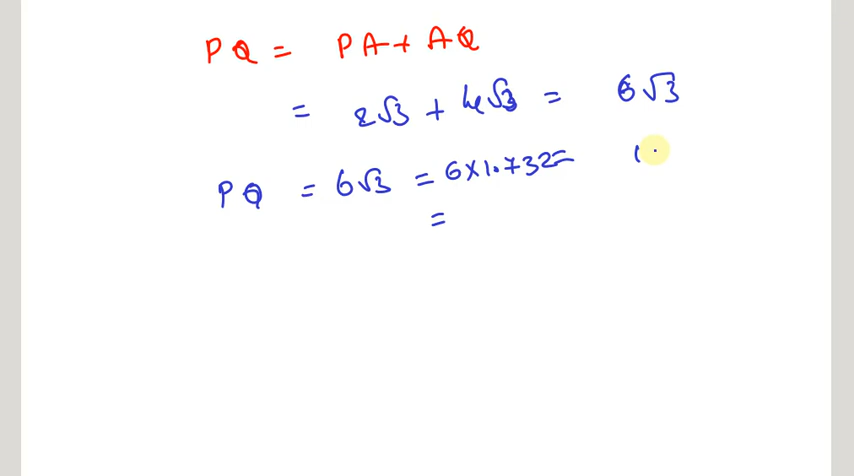 PQ = PA + AQ
= 2√3 + 4√3 = 6√3
PQ = 6√3 = 6×1.732=
=